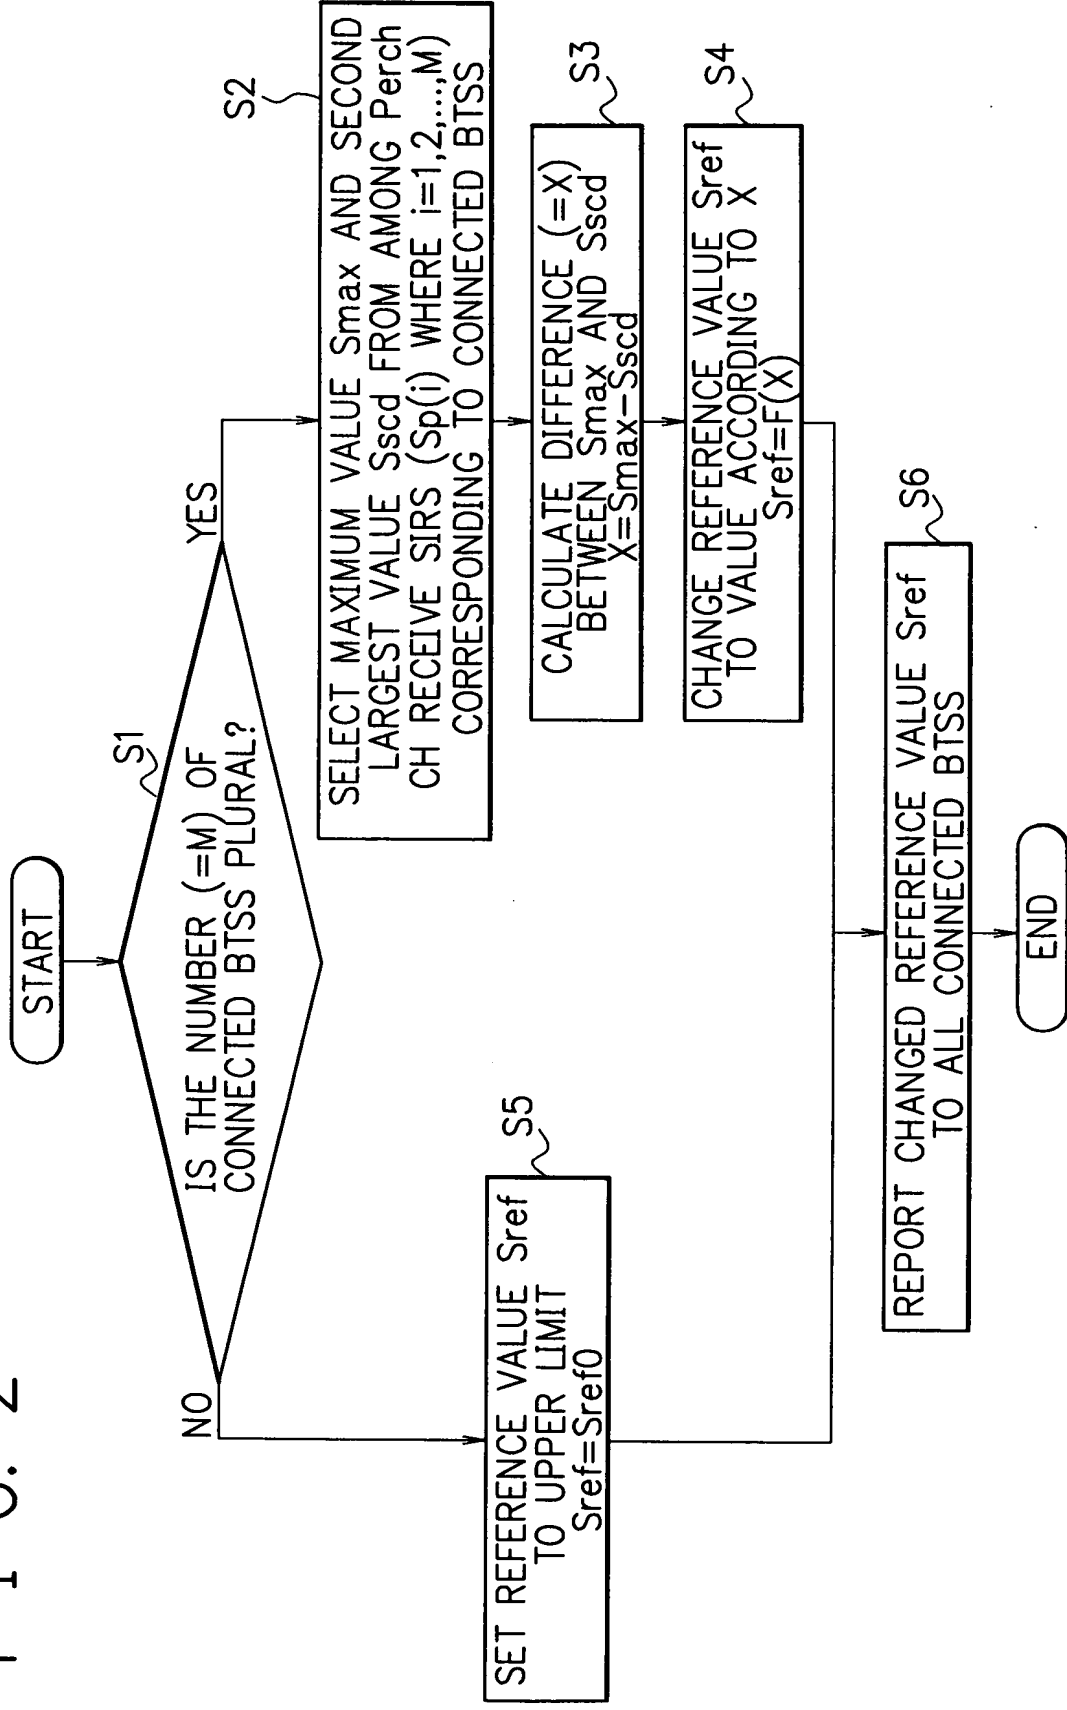 FIG. 2
START
S1
IS THE NUMBER (=M) OF
CONNECTED BTSS PLURAL?
NO
YES
S2
SELECT MAXIMUM VALUE Smax AND SECOND
LARGEST VALUE Sscd FROM AMONG Perch
CH RECEIVE SIRS (Sp(i) WHERE i=1,2,...,M)
CORRESPONDING TO CONNECTED BTSS
S3
CALCULATE DIFFERENCE (=X)
BETWEEN Smax AND Sscd
X=Smax-Sscd
S4
CHANGE REFERENCE VALUE Sref
TO VALUE ACCORDING TO X
Sref=F(X)
S5
SET REFERENCE VALUE Sref
TO UPPER LIMIT
Sref=Sref0
S6
REPORT CHANGED REFERENCE VALUE Sref
TO ALL CONNECTED BTSS
END